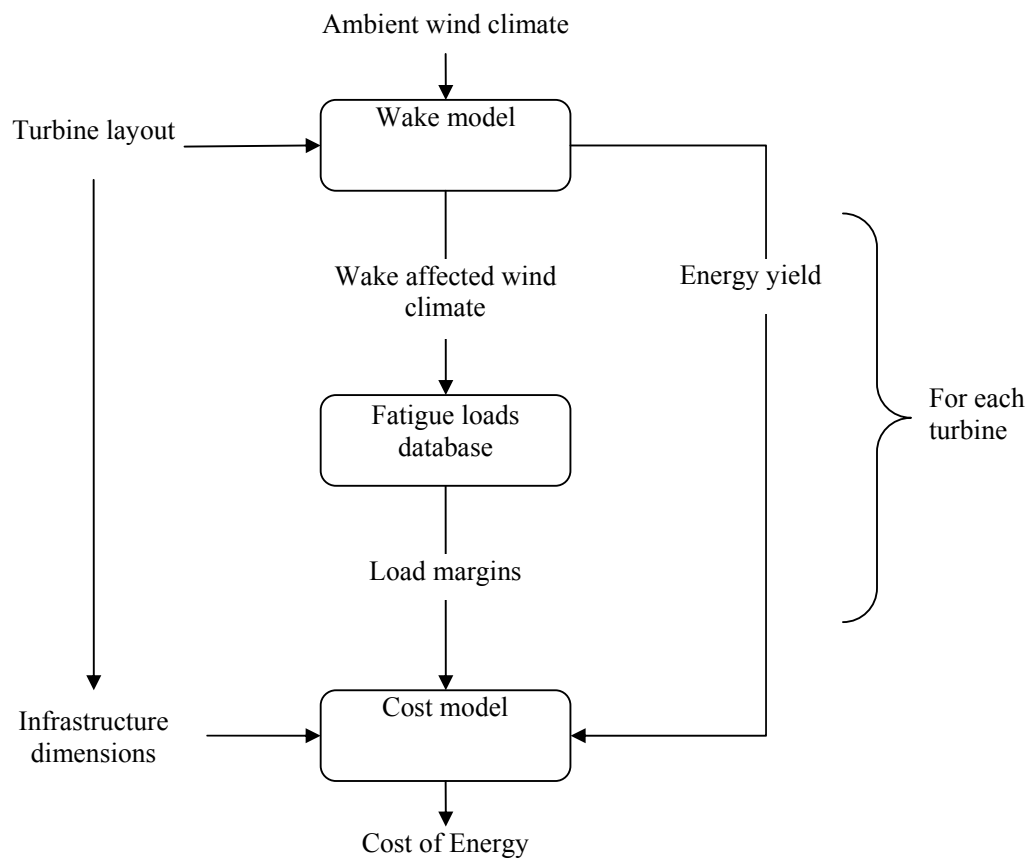 Ambient wind climate
Wake model
Turbine layout
Wake affected wind
climate
Energy yield
Fatigue loads
database
For each
turbine
Load margins
Infrastructure
dimensions
Cost model
Cost of Energy